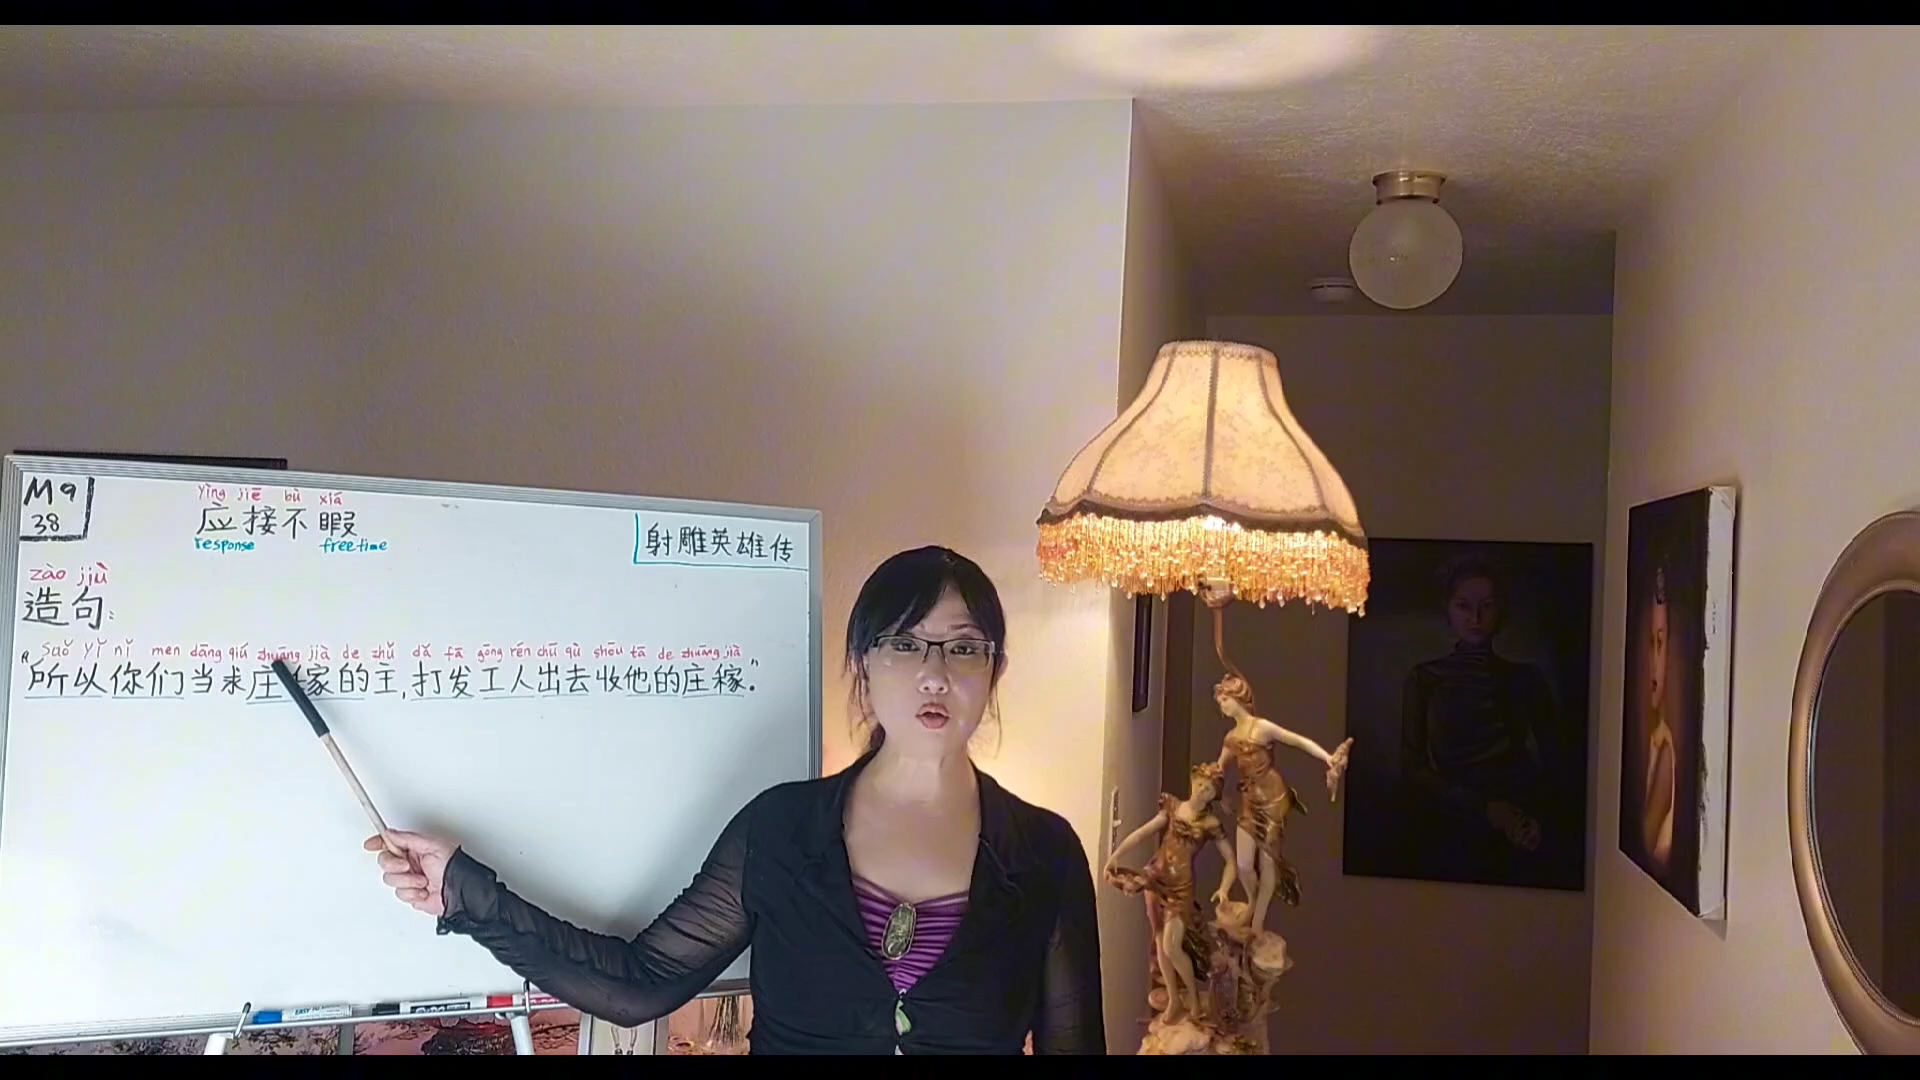 M9
38
yìng jiē bù xiá
应接不暇
response free time
射雕英雄传
zào jiù
造句:
suǒ yǐ nǐ men dāng qiú zhuāng jià de zhǔ dǎ fā gōng rén chū qù shōu tā de zhuāng jià
"所以你们当求庄稼的主,打发工人出去收他的庄稼."